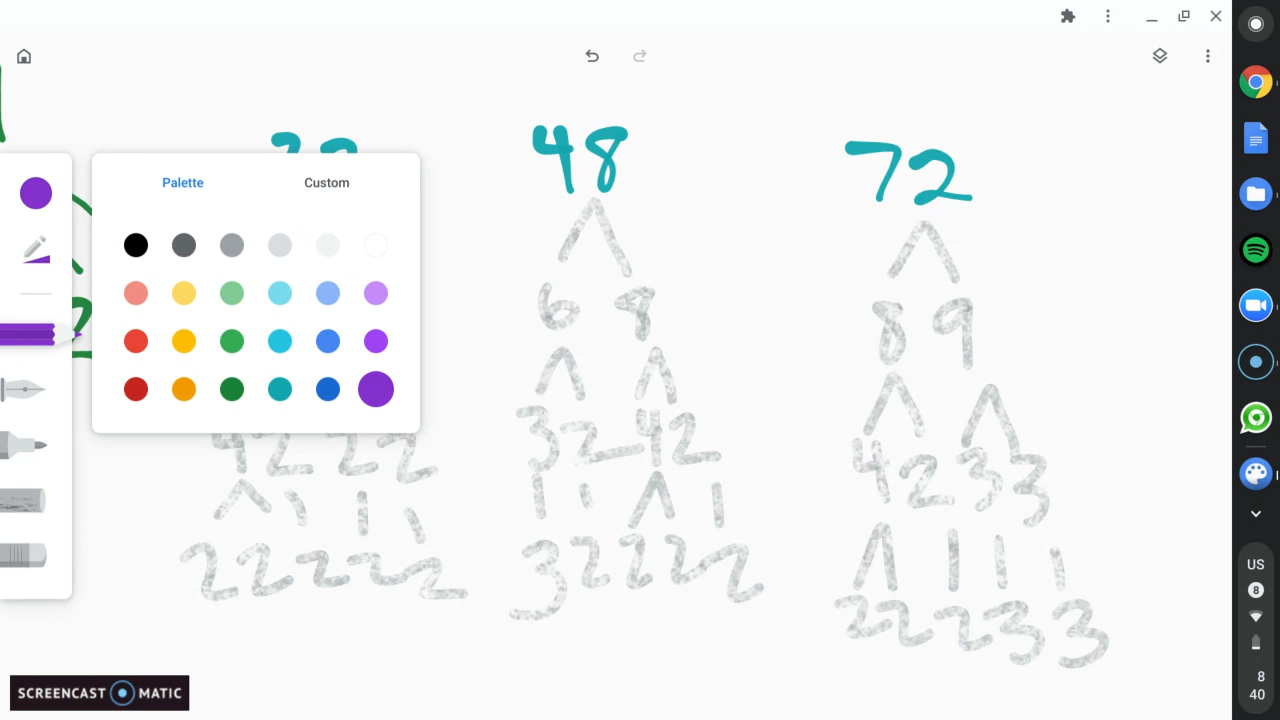 Palette Custom
48
72
6 8
8 9
3 2 4 2
4 2 2 2
4 2 3 3
2 2 2 2 2
3 2 2 2 2
2 2 2 3 3
SCREENCAST MATIC
US
8
8
40